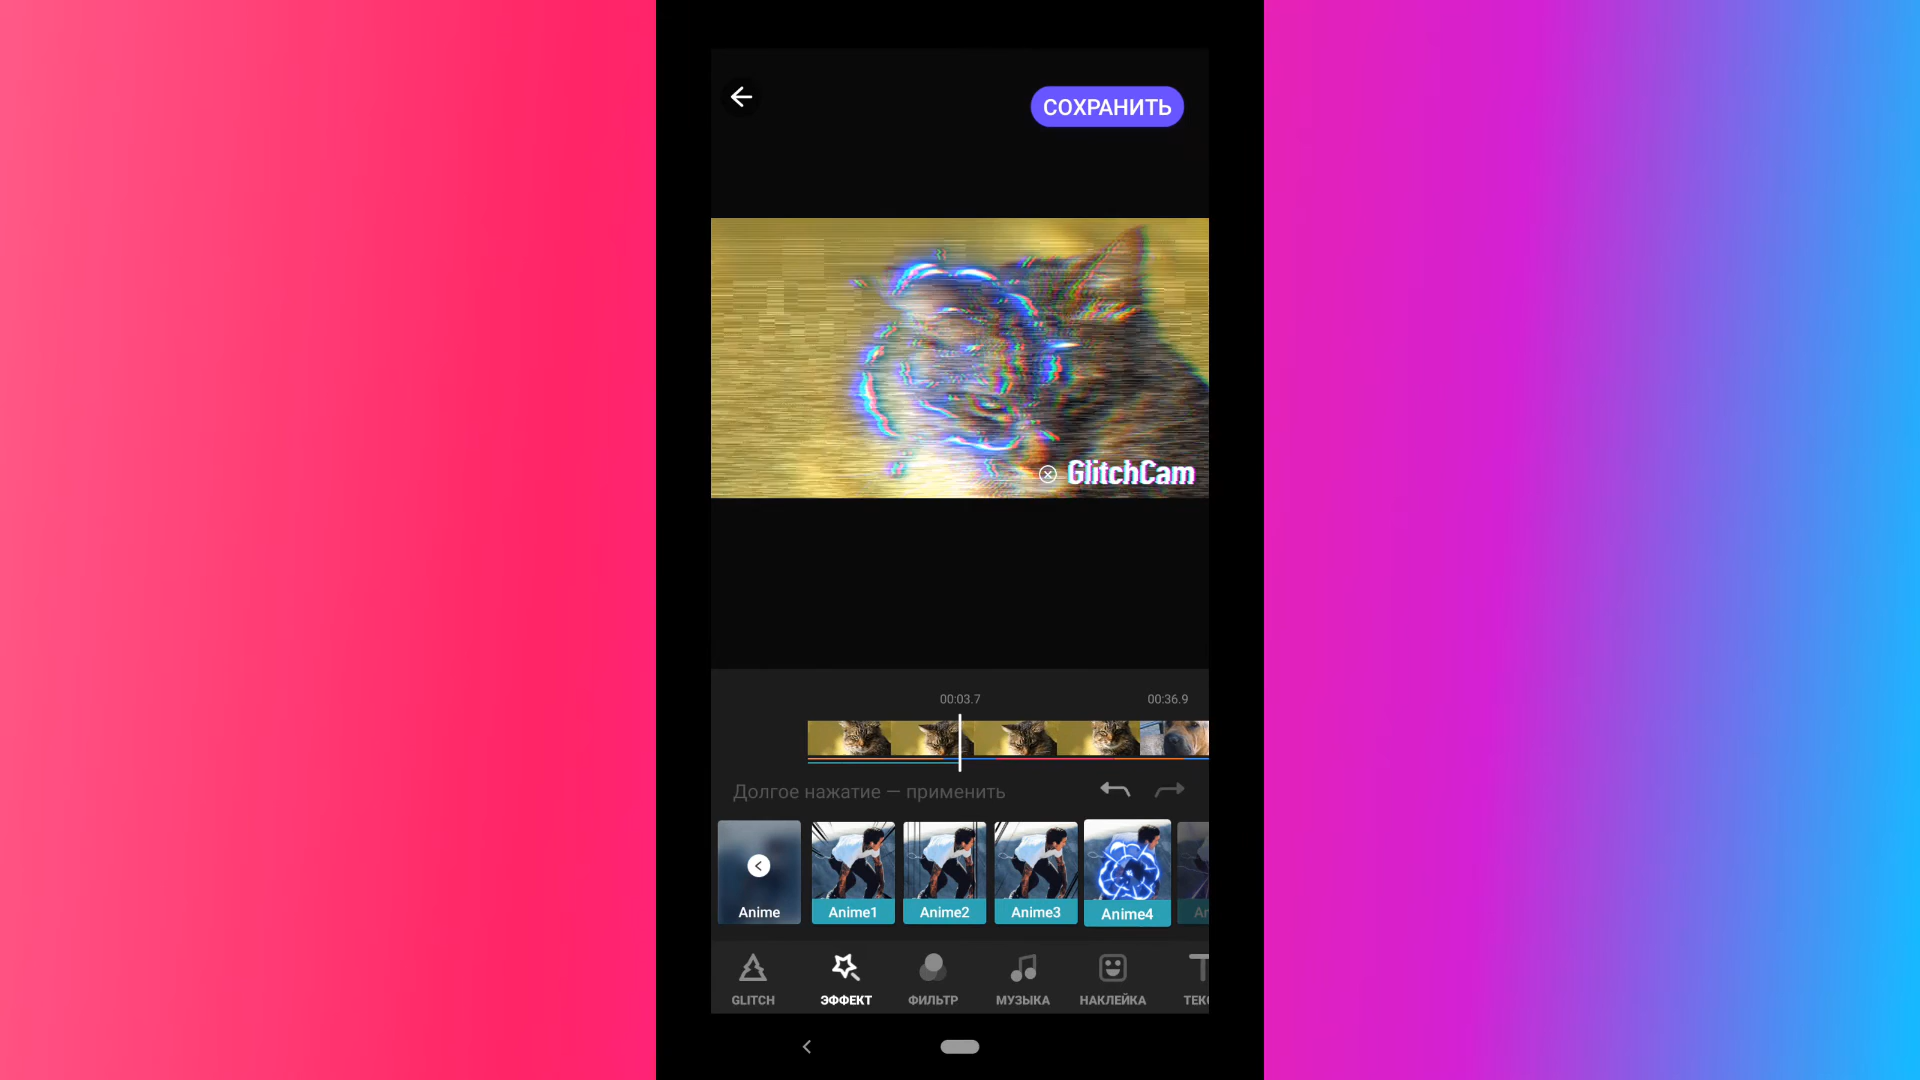 СОХРАНИТЬ
GlitchCam
00:03.7
00:36.9
Долгое нажатие — применить
Anime
Anime1
Anime2
Anime3
Anime4
GLITCH
ЭФФЕКТ
ФИЛЬТР
МУЗЫКА
НАКЛЕЙКА